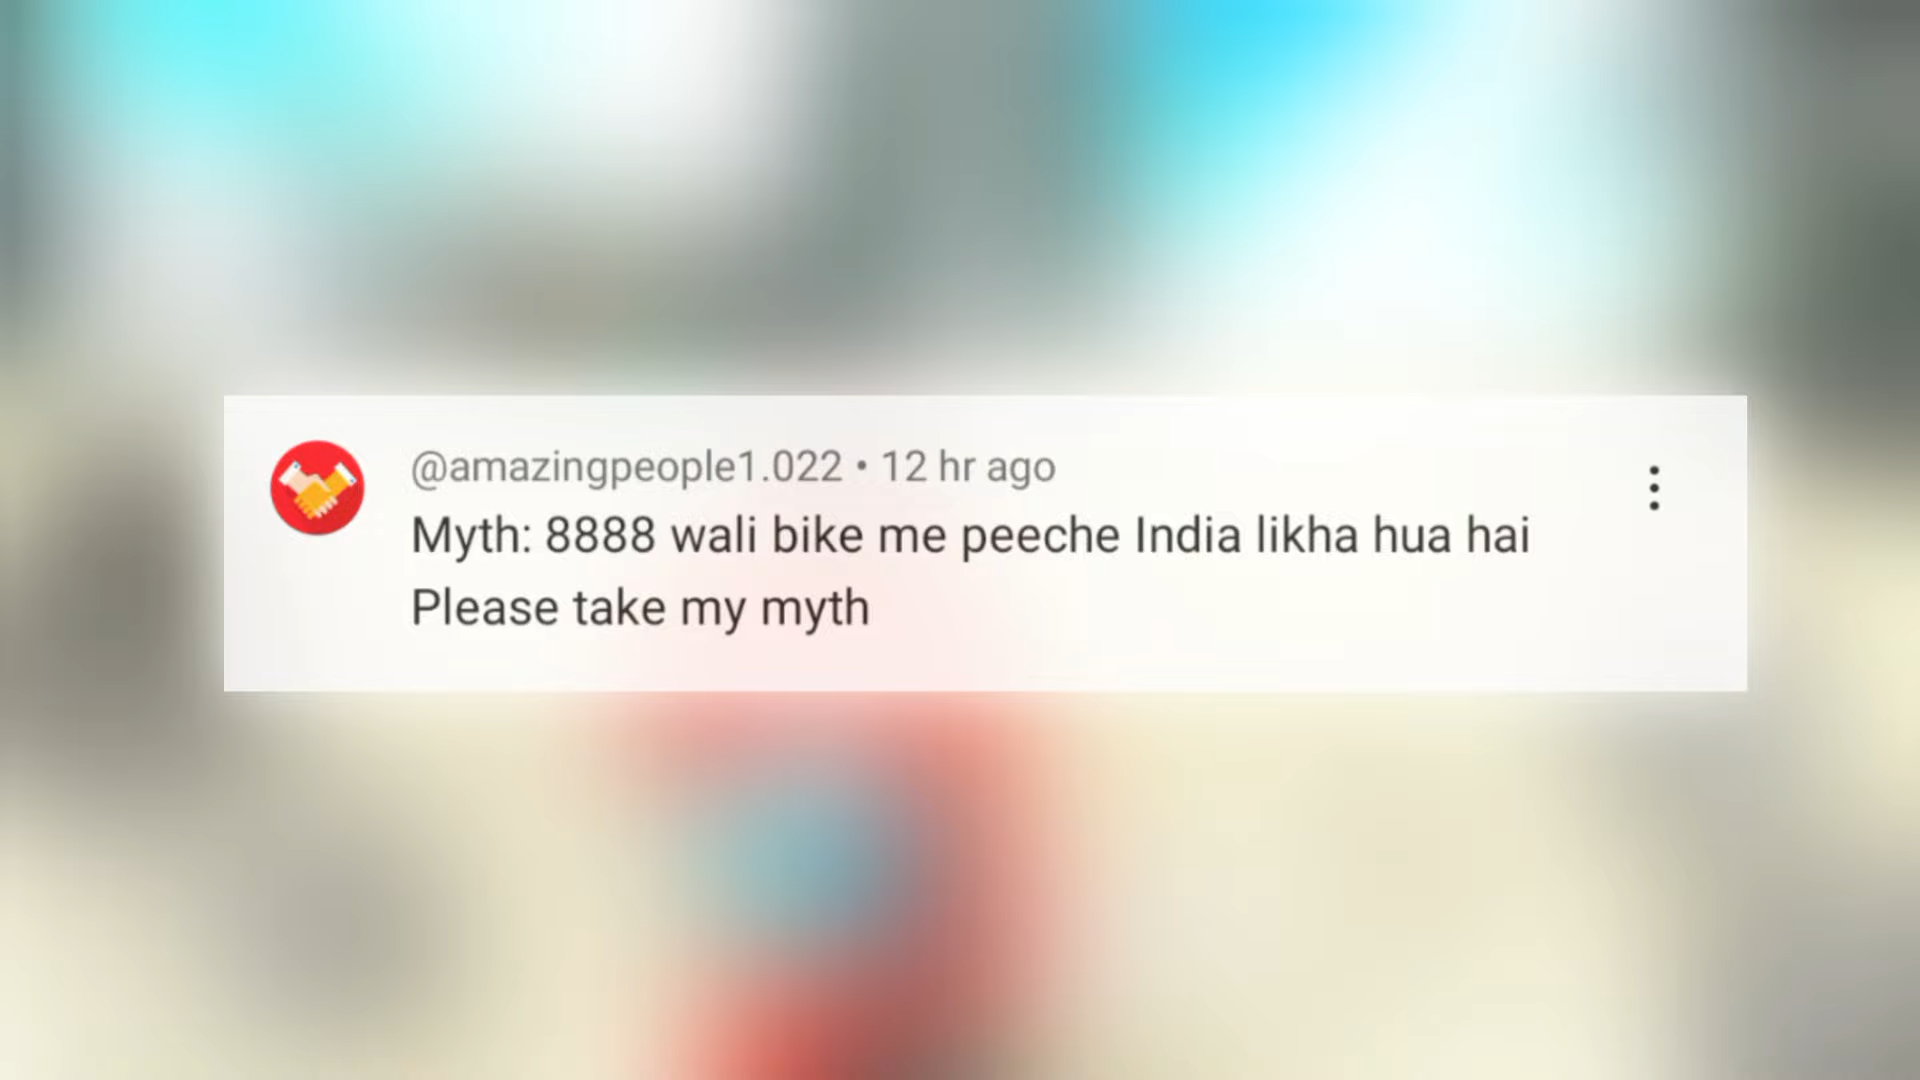 @amazingpeople1.022 • 12 hr ago
Myth: 8888 wali bike me peeche India likha hua hai
Please take my myth